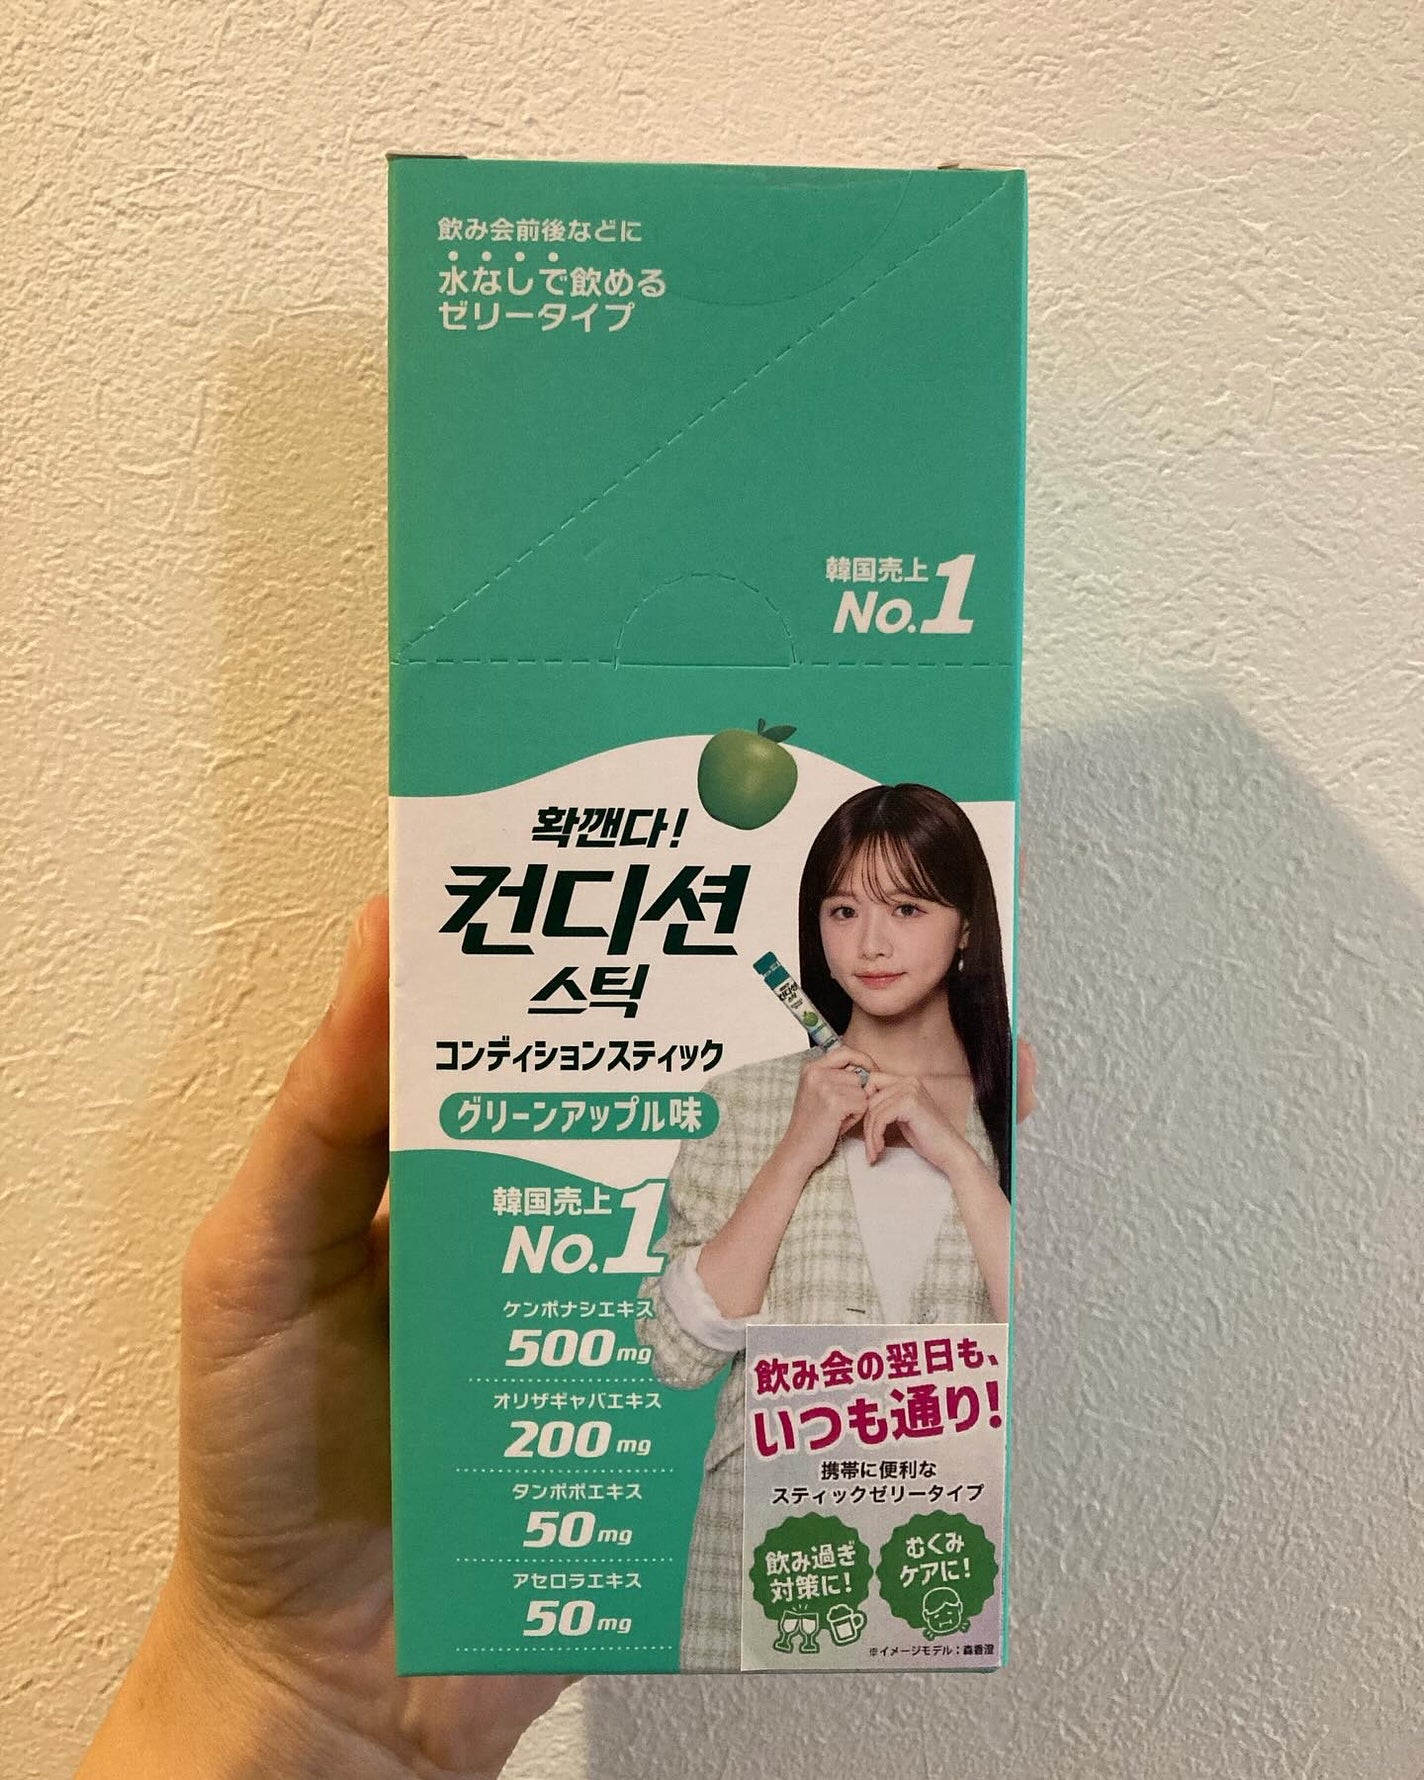 飲み会前後などに
水なしで飲める
ゼリータイプ
韓国売上
No.1
확깬다!
컨디션
스틱
コンディションスティック
グリーンアップル味
韓国売上
No.1
ケンポナシエキス
500mg
オリザギャバエキス
200mg
タンポポエキス
50mg
アセロラエキス
50mg
컨디션
스틱
飲み会の翌日も、
いつも通り!
携帯に便利な
スティックゼリータイプ
飲み過ぎ
対策に!
むくみ
ケアに!
※イメージモデル：森香澄